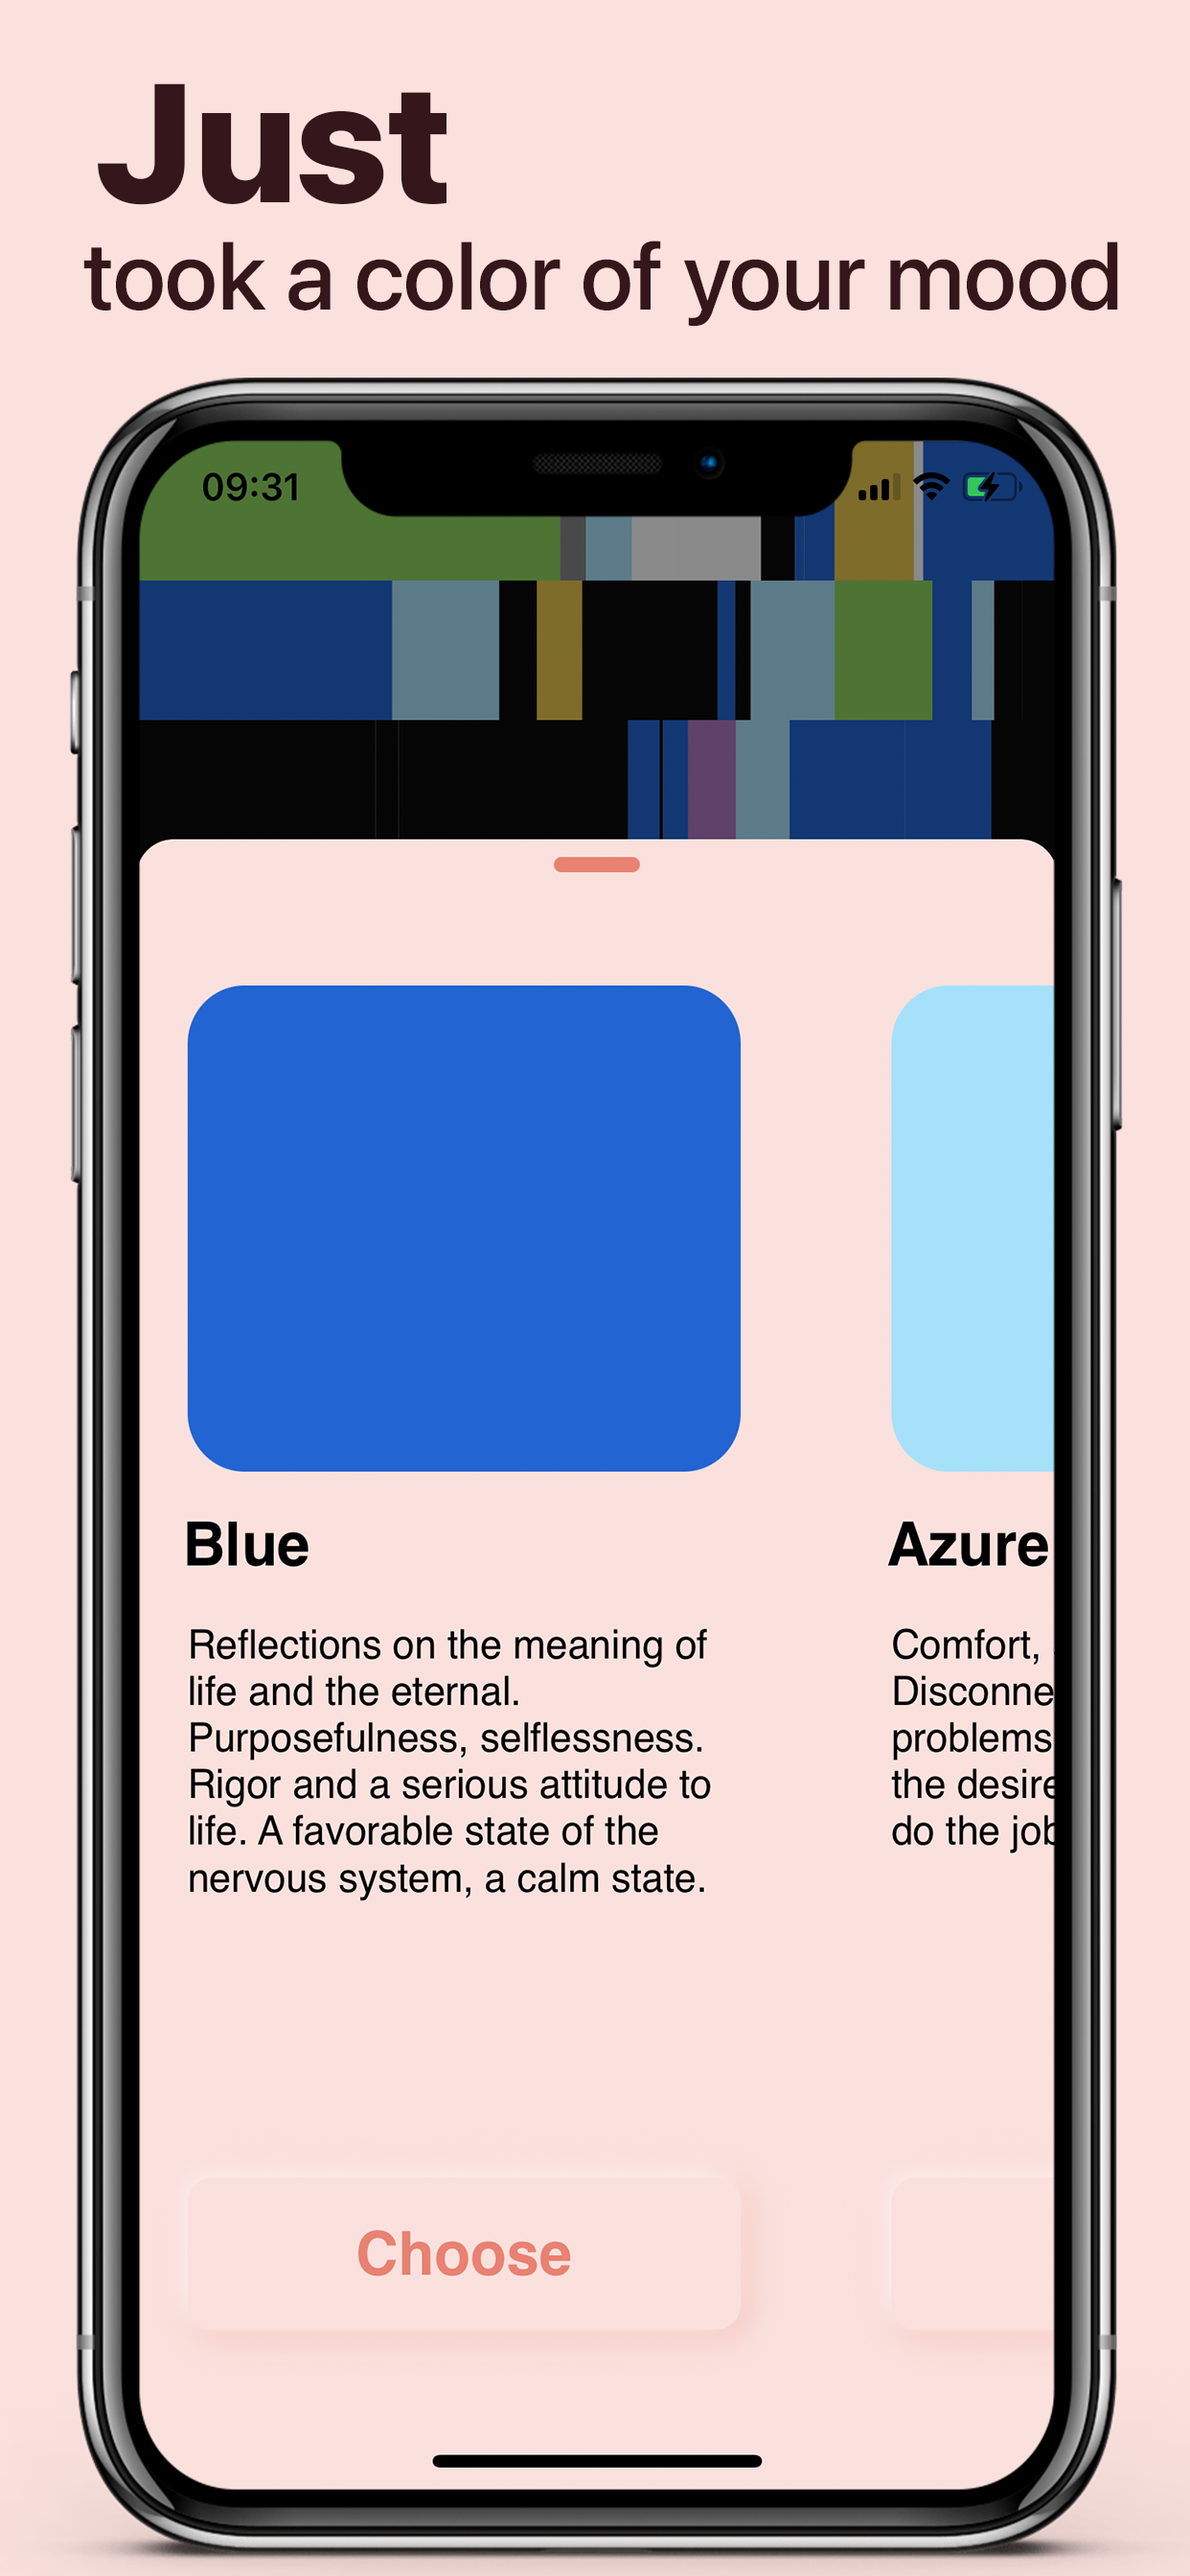 Just
took a color of your mood
09:31
Blue
Reflections on the meaning of
life and the eternal.
Purposefulness, selflessness.
Rigor and a serious attitude to
life. A favorable state of the
nervous system, a calm state.
Choose
Azure
Comfort,
problems
the desire
do the job